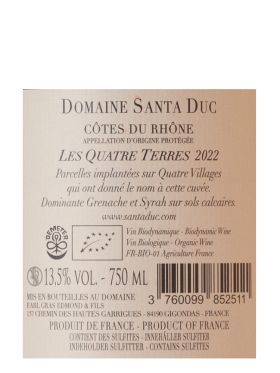 DOMAINE SANTA DUC
CÔTES DU RHÔNE
APPELLATION D'ORIGINE PROTÉGÉE
LES QUATRE TERRES 2022
Parcelles implantées sur Quatre Villages
qui ont donné le nom à cette cuvée.
Dominante Grenache et Syrah sur sols calcaires.
www.santaduc.com
DEMETER
Vin Biodynamique - Biodynamic Wine
Vin Biologique - Organic Wine
FR-BIO-01 Agriculture France
13.5% VOL. - 750 ML
MIS EN BOUTEILLES AU DOMAINE
EARL GRAS EDMOND & FILS
157 CHEMIN DES HAUTES GARRIGUES - 84190 GIGONDAS - FRANCE
3 760099 852511
PRODUIT DE FRANCE - PRODUCT OF FRANCE
CONTIENT DES SULFITES - INNEHÅLLER SULFITER
INDEHOLDER SULFITTER - CONTAINS SULFITES